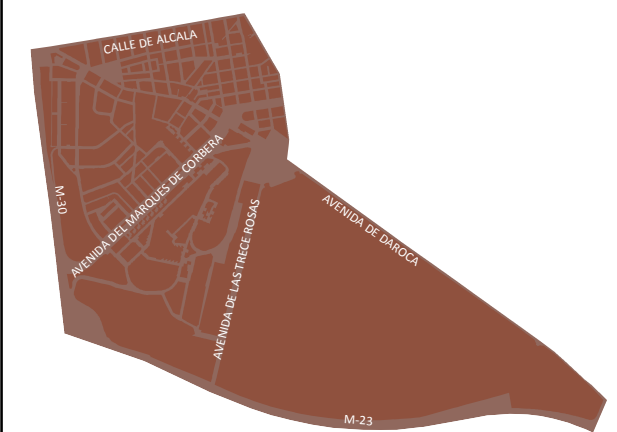 CALLE DE ALCALA
M-30
AVENIDA DEL MARQUES DE CORBERA
AVENIDA DE LAS TRECE ROSAS
AVENIDA DE DAROCA
M-23